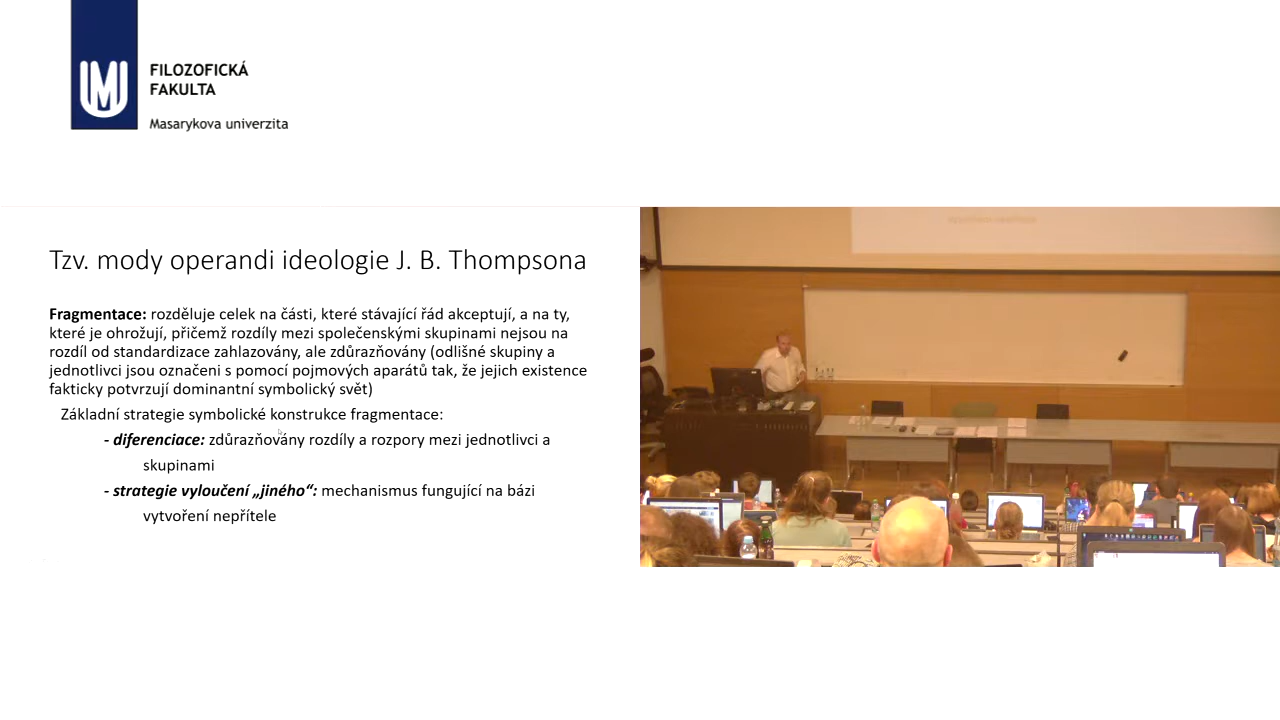 FILOZOFICKÁ
FAKULTA
Masarykova univerzita
Tzv. mody operandi ideologie J. B. Thompsona
Fragmentace: rozděluje celek na části, které stávající řád akceptují, a na ty,
které je ohrožují, přičemž rozdíly mezi společenskými skupinami nejsou na
rozdíl od standardizace zahlazovány, ale zdůrazňovány (odlišné skupiny a
jednotlivci jsou označeni s pomocí pojmových aparátů tak, že jejich existence
fakticky potvrzují dominantní symbolický svět)
Základní strategie symbolické konstrukce fragmentace:
- diferenciace: zdůrazňovány rozdíly a rozpory mezi jednotlivci a
skupinami
- strategie vyloučení „jiného“: mechanismus fungující na bázi
vytvoření nepřítele